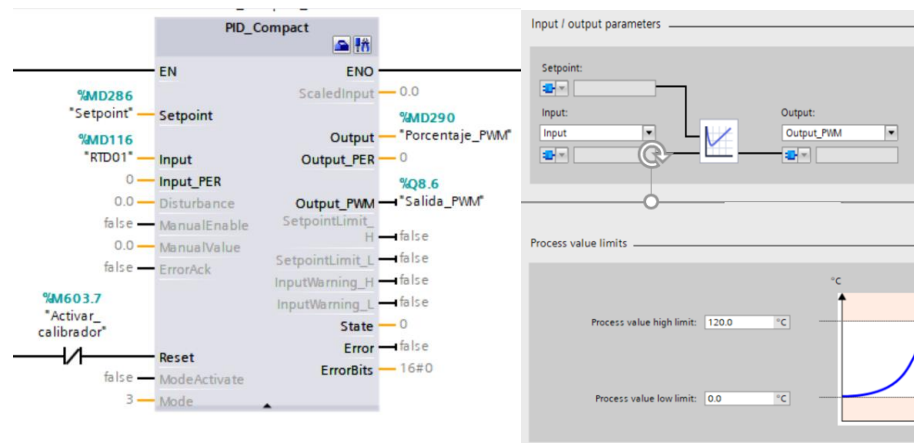 PID_Compact
EN
ENO
ScaledInput
0.0
%MD286
"Setpoint"
Setpoint
%MD290
Output
"Porcentaje_PWM"
%MD116
"RTD01"
Input
Output_PER
0
0
Input_PER
%Q8.6
0.0
Disturbance
Output_PWM
"Salida_PWM"
false
ManualEnable
SetpointLimit_
H
false
0.0
ManualValue
SetpointLimit_L
false
false
ErrorAck
InputWarning_H
false
InputWarning_L
false
%M603.7
"Activar_
calibrador"
State
0
Reset
Error
false
false
ModeActivate
ErrorBits
16#0
3
Mode
Input / output parameters
Setpoint:
Input:
Output:
Input
Output_PWM
Process value limits
°C
Process value high limit:
120.0
°C
Process value low limit:
0.0
°C